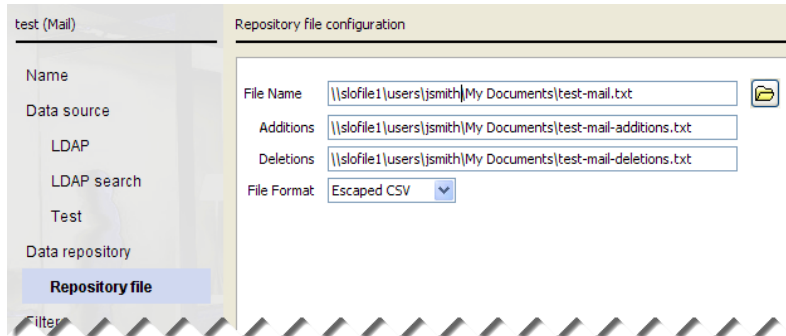 test (Mail)
Repository file configuration
Name
Data source
LDAP
LDAP search
Test
Data repository
Repository file
Filter
File Name \\slofile1\users\jsmith\My Documents\test-mail.txt
Additions \\slofile1\users\jsmith\My Documents\test-mail-additions.txt
Deletions \\slofile1\users\jsmith\My Documents\test-mail-deletions.txt
File Format Escaped CSV